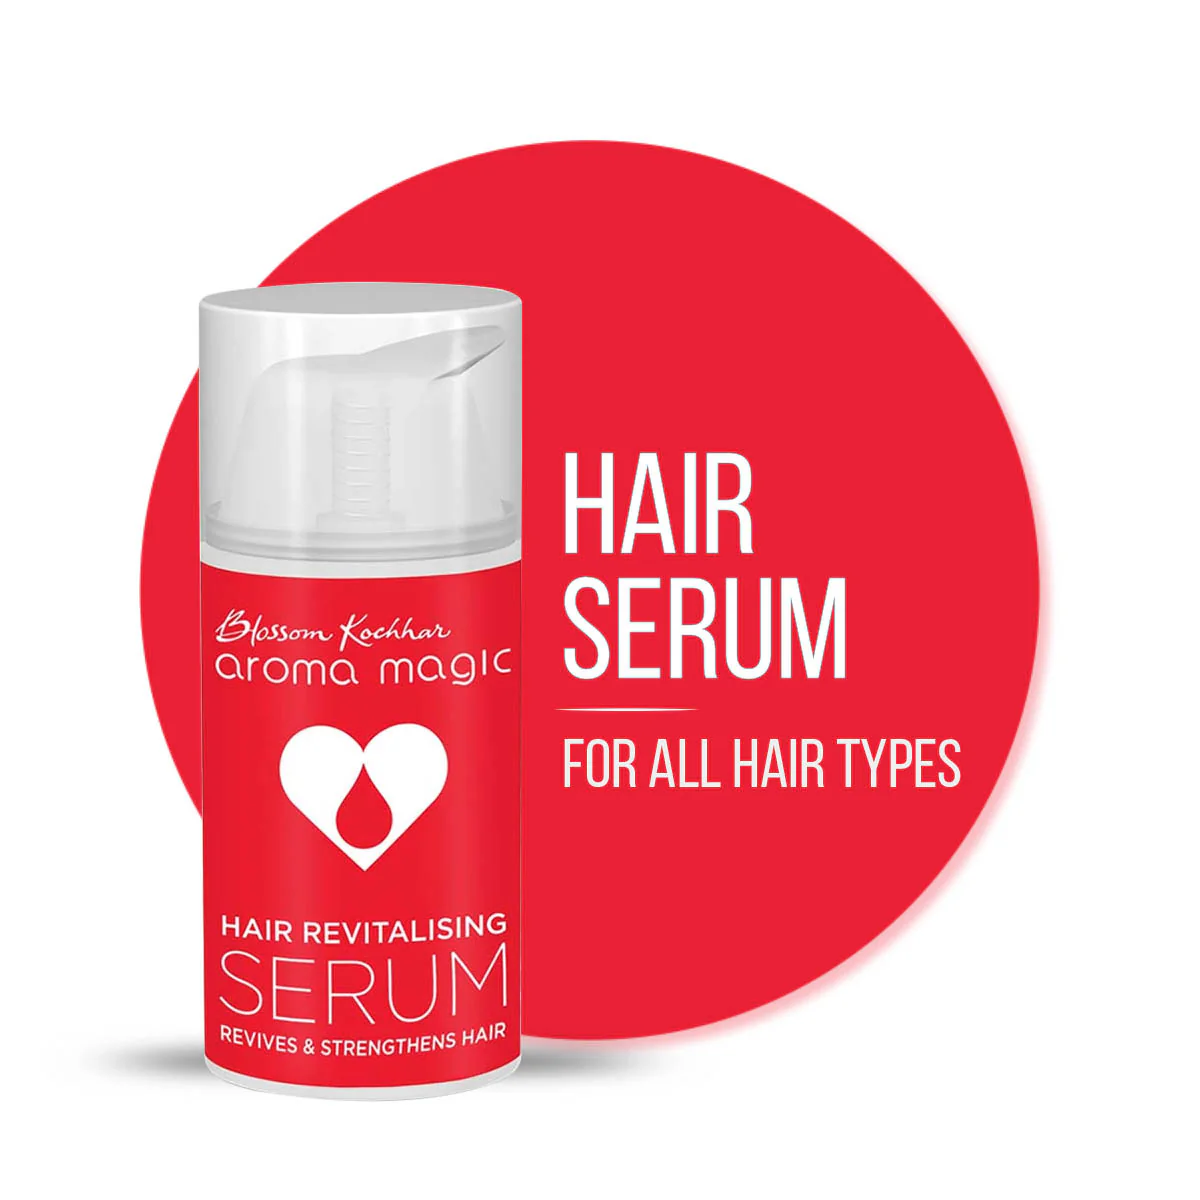 Blossom Kochhar
aroma magic
HAIR REVITALISING
SERUM
REVIVES & STRENGTHENS HAIR
HAIR
SERUM
FOR ALL HAIR TYPES